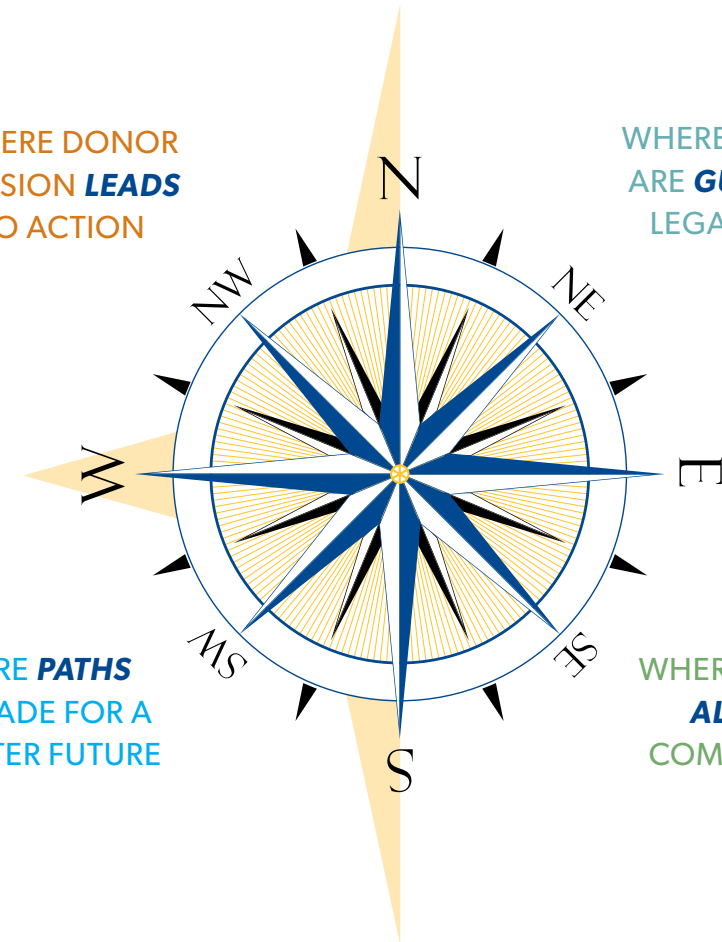 ERE DONOR
SION LEADS
O ACTION
WHERE
ARE GU
LEGA
N
NW
NE
W
E
SW
SE
S
RE PATHS
ADE FOR A
TER FUTURE
WHER
AL
COM